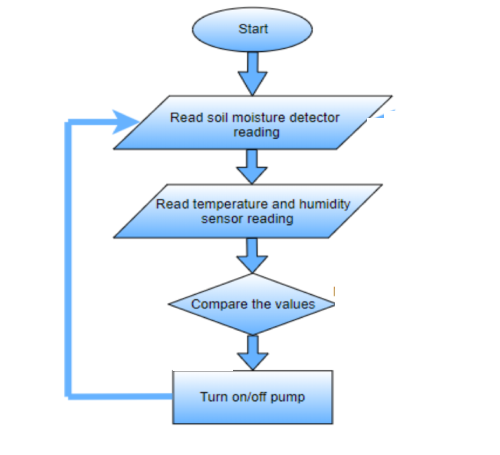 Start
Read soil moisture detector
reading
Read temperature and humidity
sensor reading
Compare the values
Turn on/off pump